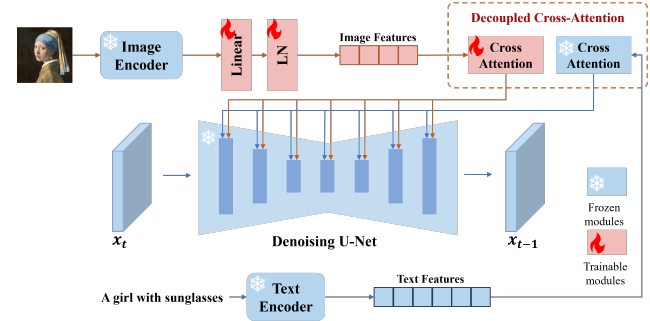 Decoupled Cross-Attention
Image
Encoder
Linear
LN
Image Features
Cross
Attention
Cross
Attention
x_t
Denoising U-Net
x_{t-1}
Frozen
modules
Trainable
modules
A girl with sunglasses
Text
Encoder
Text Features